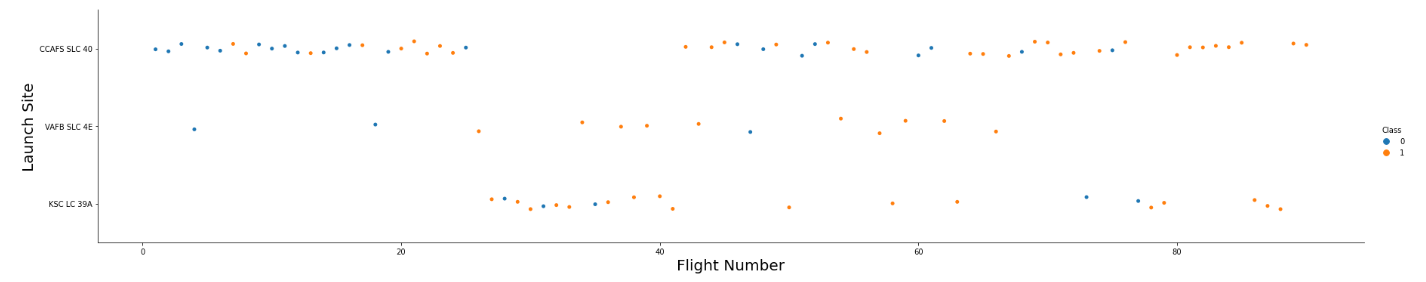 CCAFS SLC 40
VAFB SLC 4E
KSC LC 39A
Launch Site
0 20 40 60 80
Flight Number
Class
0
1